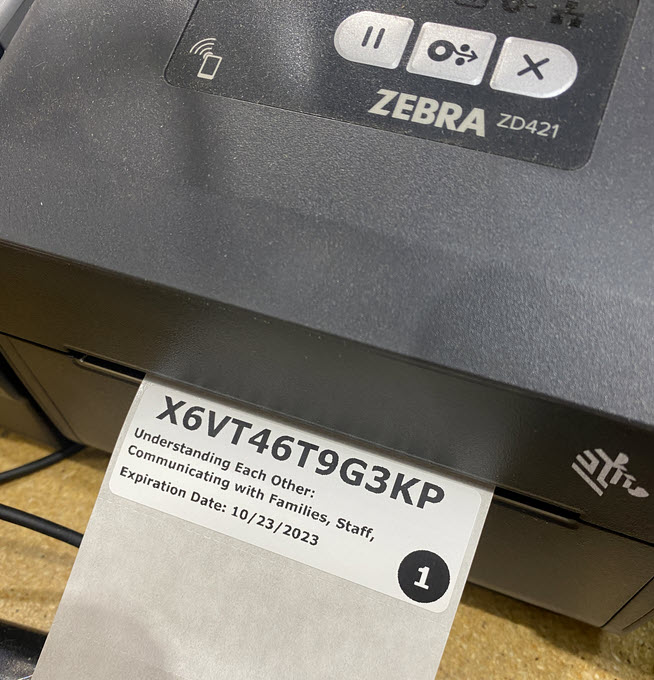 ZEBRA ZD421
X6VT46T9G3KP
Understanding Each Other:
Communicating with Families, Staff,
Expiration Date: 10/23/2023
1